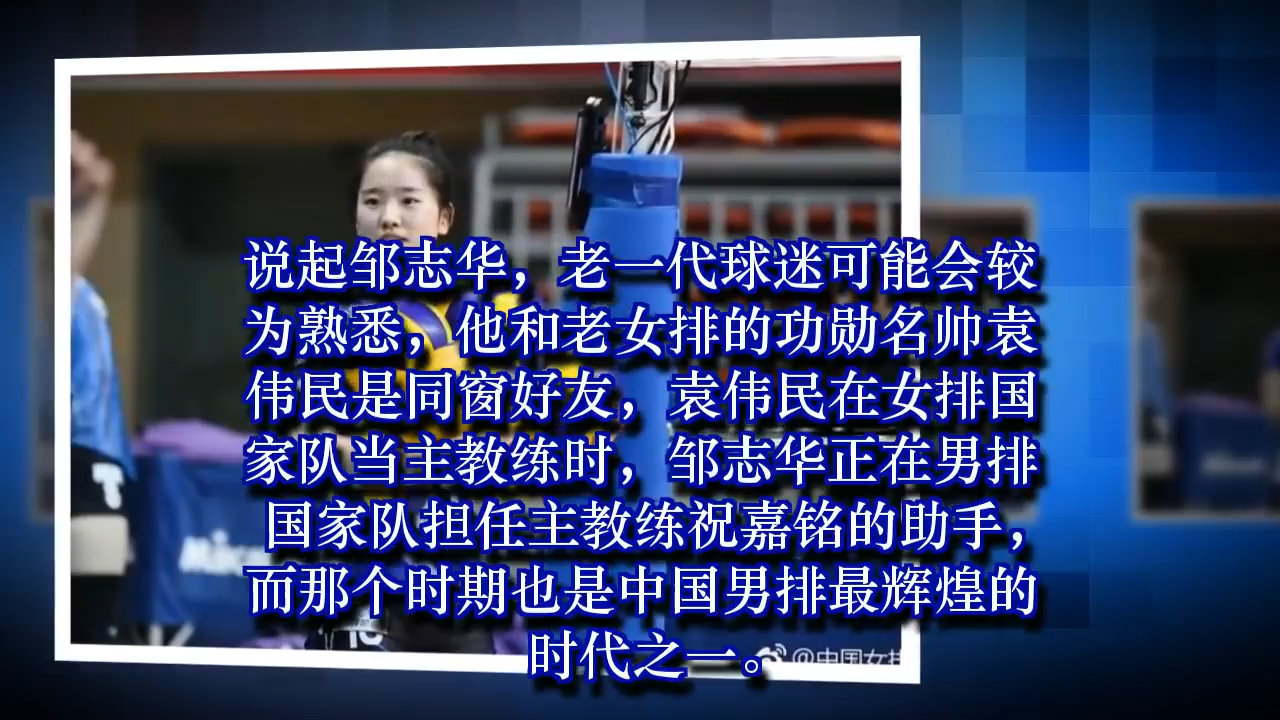 说起邹志华，老一代球迷可能会较
为熟悉，他和老女排的功勋名帅袁
伟民是同窗好友，袁伟民在女排国
家队当主教练时，邹志华正在男排
国家队担任主教练祝嘉铭的助手，
而那个时期也是中国男排最辉煌的
时代之一。
@中国女排